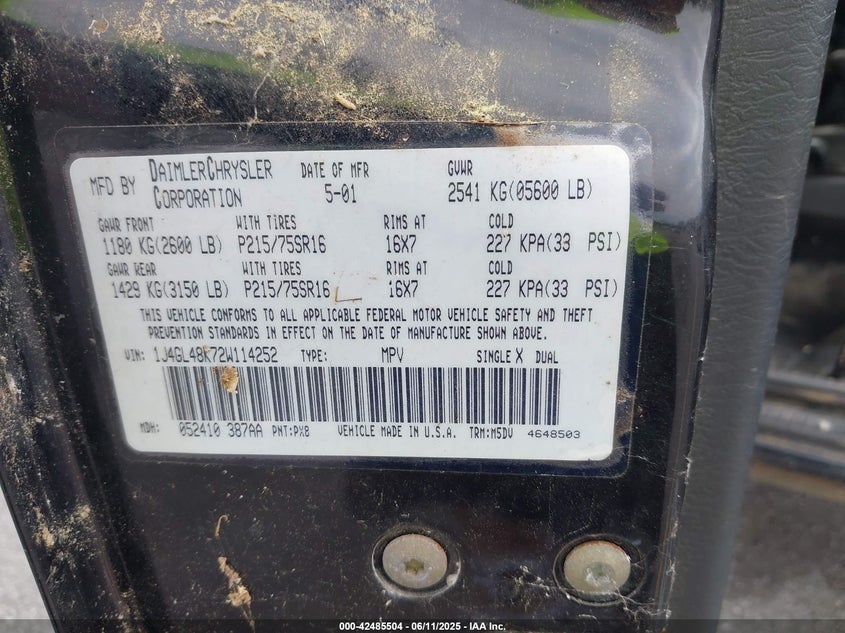 MFD BY DAIMLERCHRYSLER CORPORATION DATE OF MFR 5-01 GVWR 2541 KG(05600 LB)
GAWR FRONT WITH TIRES RIMS AT COLD
1180 KG(2600 LB) P215/75SR16 16X7 227 KPA(33 PSI)
GAWR REAR WITH TIRES RIMS AT COLD
1429 KG(3150 LB) P215/75SR16 16X7 227 KPA(33 PSI)
THIS VEHICLE CONFORMS TO ALL APPLICABLE FEDERAL MOTOR VEHICLE SAFETY AND THEFT
PREVENTION STANDARDS IN EFFECT ON THE DATE OF MANUFACTURE SHOWN ABOVE.
VIN: 1J4GL48K72W114252 TYPE: MPV SINGLE X DUAL
MDH: 052410 387AA PNT:PX8 VEHICLE MADE IN U.S.A. TRM:M5DV 4648503
000-42485504 - 06/11/2025 - IAA Inc.